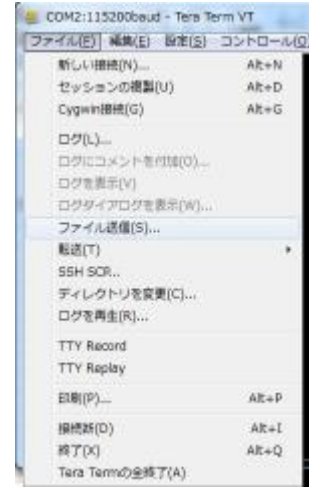 COM2:115200baud - Tera Term VT
ファイル(F) 編集(E) 設定(S) コントロール(O)
新しい接続(N)... Alt+N
セッションの複製(U) Alt+D
Cygwin接続(G) Alt+G
ログ(L)...
ログにコメントを付加(O)...
ログを表示(V)
ログダイアログを表示(W)...
ファイル送信(S)...
転送(T)
SSH SCP...
ディレクトリを変更(C)...
ログを再生(R)...
TTY Record
TTY Replay
印刷(P)... Alt+P
接続断(D) Alt+I
終了(X) Alt+Q
Tera Termの全終了(A)